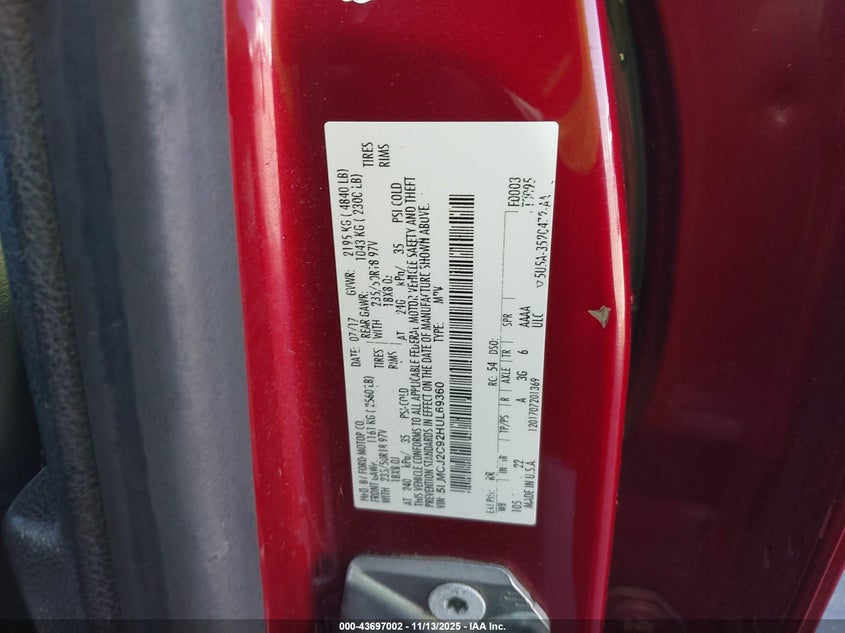 MFD. BY FORD MOTOR CO.
DATE: 07/17 GVWR: 2195 KG (4840 LB)
FRONT GAWR: 1161 KG (2560 LB) REAR GAWR: 1043 KG (2300 LB)
WITH 235/50R18 97V TIRES WITH 235/50R18 97V TIRES
18X8.0J RIMS 18X8.0J RIMS
AT 240 kPa/ 35 PSI COLD AT 240 kPa/ 35 PSI COLD
THIS VEHICLE CONFORMS TO ALL APPLICABLE FEDERAL MOTOR VEHICLE SAFETY AND THEFT
PREVENTION STANDARDS IN EFFECT ON THE DATE OF MANUFACTURE SHOWN ABOVE.
VIN: 5LMCJ2C92HUL69360
TYPE: MPV
F0003
EXT PNT: RR RC: 54 DSO:
WB INT TR TP/PS R AXLE TR SPR
105 22 A 3G 6 AAAA
ULC
MADE IN U.S.A.
1201707201369
000-43697002 - 11/13/2025 - IAA Inc.